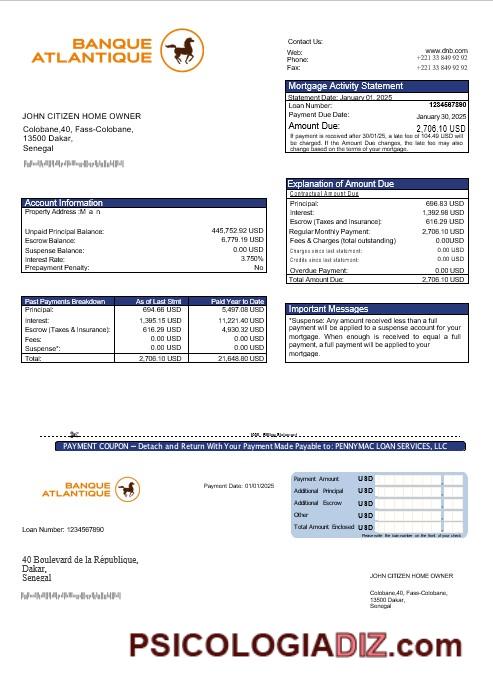 BANQUE
ATLANTIQUE
Contact Us:
Web: www.dnb.com
Phone: +221 33 849 92 92
Fax: +221 33 849 92 92
Mortgage Activity Statement
Statement Date: January 01, 2025
Loan Number: 1234567890
Payment Due Date: January 30, 2025
Amount Due: 2,706.10 USD
If payment is received after 30/01/25, a late fee of 104.49 USD will
be charged. If the Amount Due changes, the late fee may also
change based on the terms of your mortgage.
JOHN CITIZEN HOME OWNER
Colobane,40, Fass-Colobane,
13500 Dakar,
Senegal
Account Information
Property Address :M a n
Unpaid Principal Balance: 445,752.92 USD
Escrow Balance: 6,779.19 USD
Suspense Balance: 0.00 USD
Interest Rate: 3.750%
Prepayment Penalty: No
Explanation of Amount Due
Contractual Amount Due
Principal: 696.83 USD
Interest: 1,392.98 USD
Escrow (Taxes and Insurance): 616.29 USD
Regular Monthly Payment: 2,706.10 USD
Fees & Charges (total outstanding) 0.00USD
Charges since last statement: 0.00 USD
Credits since last statement: 0.00 USD
Overdue Payment: 0.00 USD
Total Amount Due: 2,706.10 USD
Past Payments Breakdown As of Last Stmt Paid Year to Date
Principal: 694.66 USD 5,497.08 USD
Interest: 1,395.15 USD 11,221.40 USD
Escrow (Taxes & Insurance): 616.29 USD 4,930.32 USD
Fees: 0.00 USD 0.00 USD
Suspense*: 0.00 USD 0.00 USD
Total: 2,706.10 USD 21,648.80 USD
Important Messages
*Suspense: Any amount received less than a full
payment will be applied to a suspense account for your
mortgage. When enough is received to equal a full
payment, a full payment will be applied to your
mortgage.
PAYMENT COUPON — Detach and Return With Your Payment Made Payable to: PENNYMAC LOAN SERVICES, LLC
BANQUE
ATLANTIQUE
Payment Date: 01/01/2025
Payment Amount USD
Additional Principal USD
Additional Escrow USD
Other USD
Total Amount Enclosed USD
Please write the loan number on the front of your check.
Loan Number: 1234567890
40 Boulevard de la République,
Dakar,
Senegal
JOHN CITIZEN HOME OWNER
Colobane,40, Fass-Colobane,
13500 Dakar,
Senegal
PSICOLOGIADIZ.com